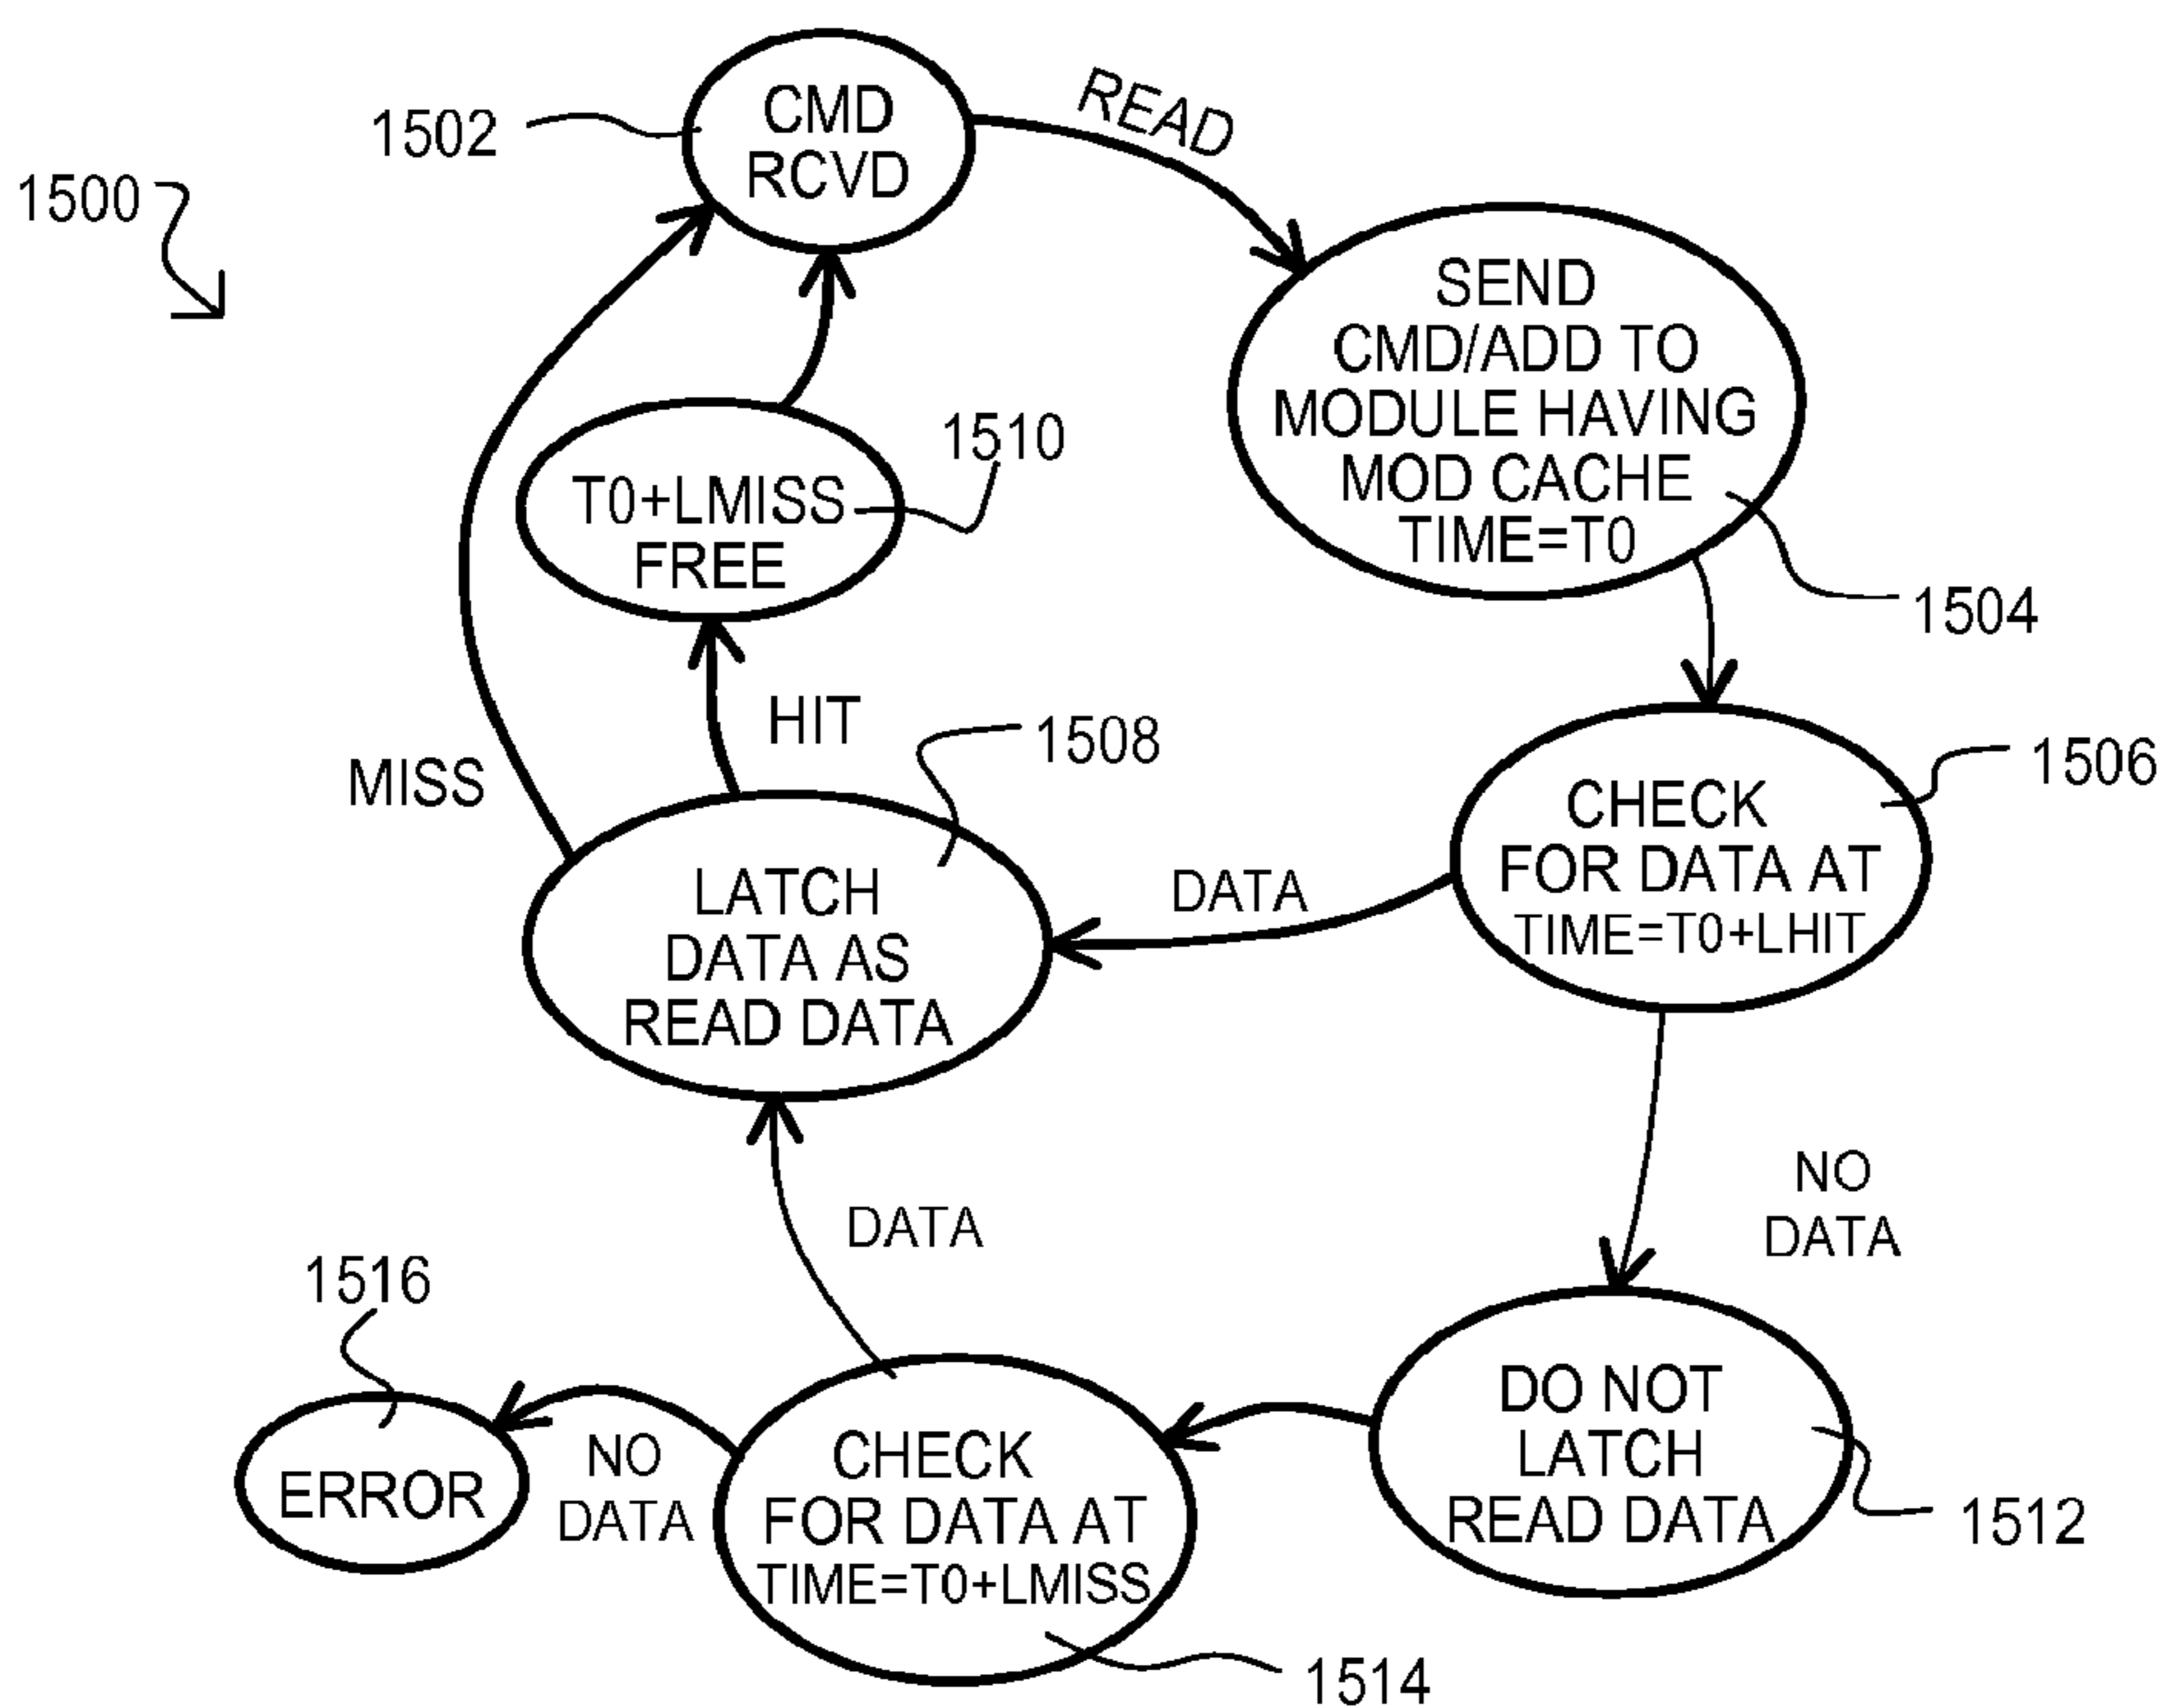 1500
1502
CMD
RCVD
READ
SEND
CMD/ADD TO
MODULE HAVING
MOD CACHE
TIME=T0
1504
T0+LMISS
FREE
1510
HIT
MISS
1508
CHECK
FOR DATA AT
TIME=T0+LHIT
1506
DATA
LATCH
DATA AS
READ DATA
NO
DATA
DATA
DO NOT
LATCH
READ DATA
1512
CHECK
FOR DATA AT
TIME=T0+LMISS
1514
NO
DATA
1516
ERROR